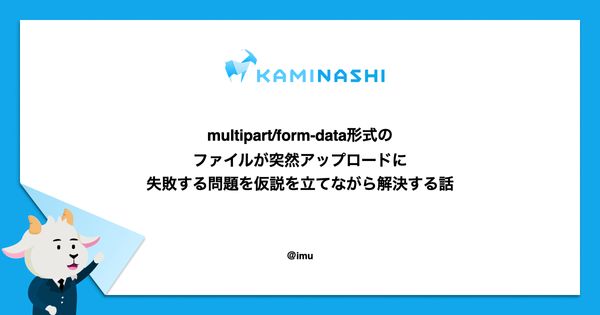 KAMINASHI
multipart/form-data形式の
ファイルが突然アップロードに
失敗する問題を仮説を立てながら解決する話
@imu